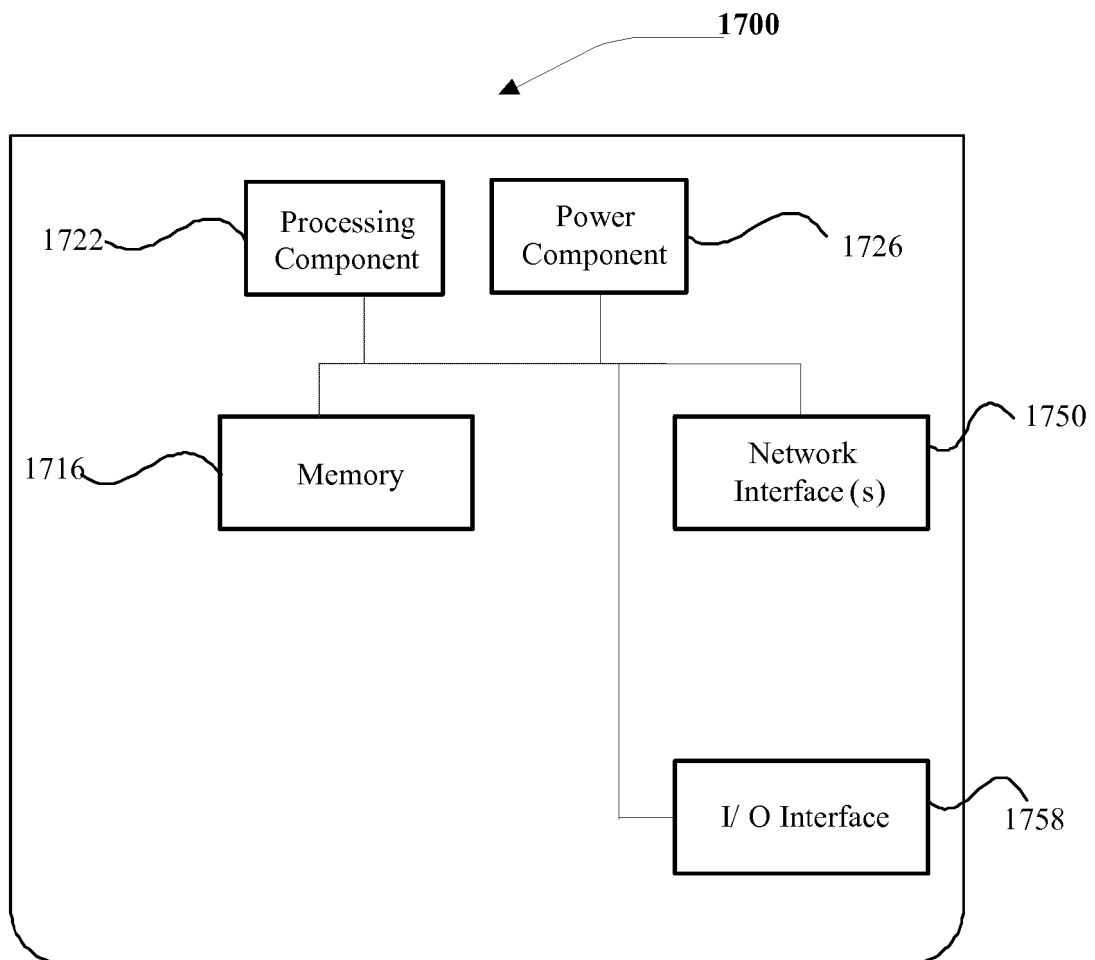 1700
Processing
Component
Power
Component
1722
1726
Memory
1716
Network
Interface(s)
1750
I/ O Interface
1758